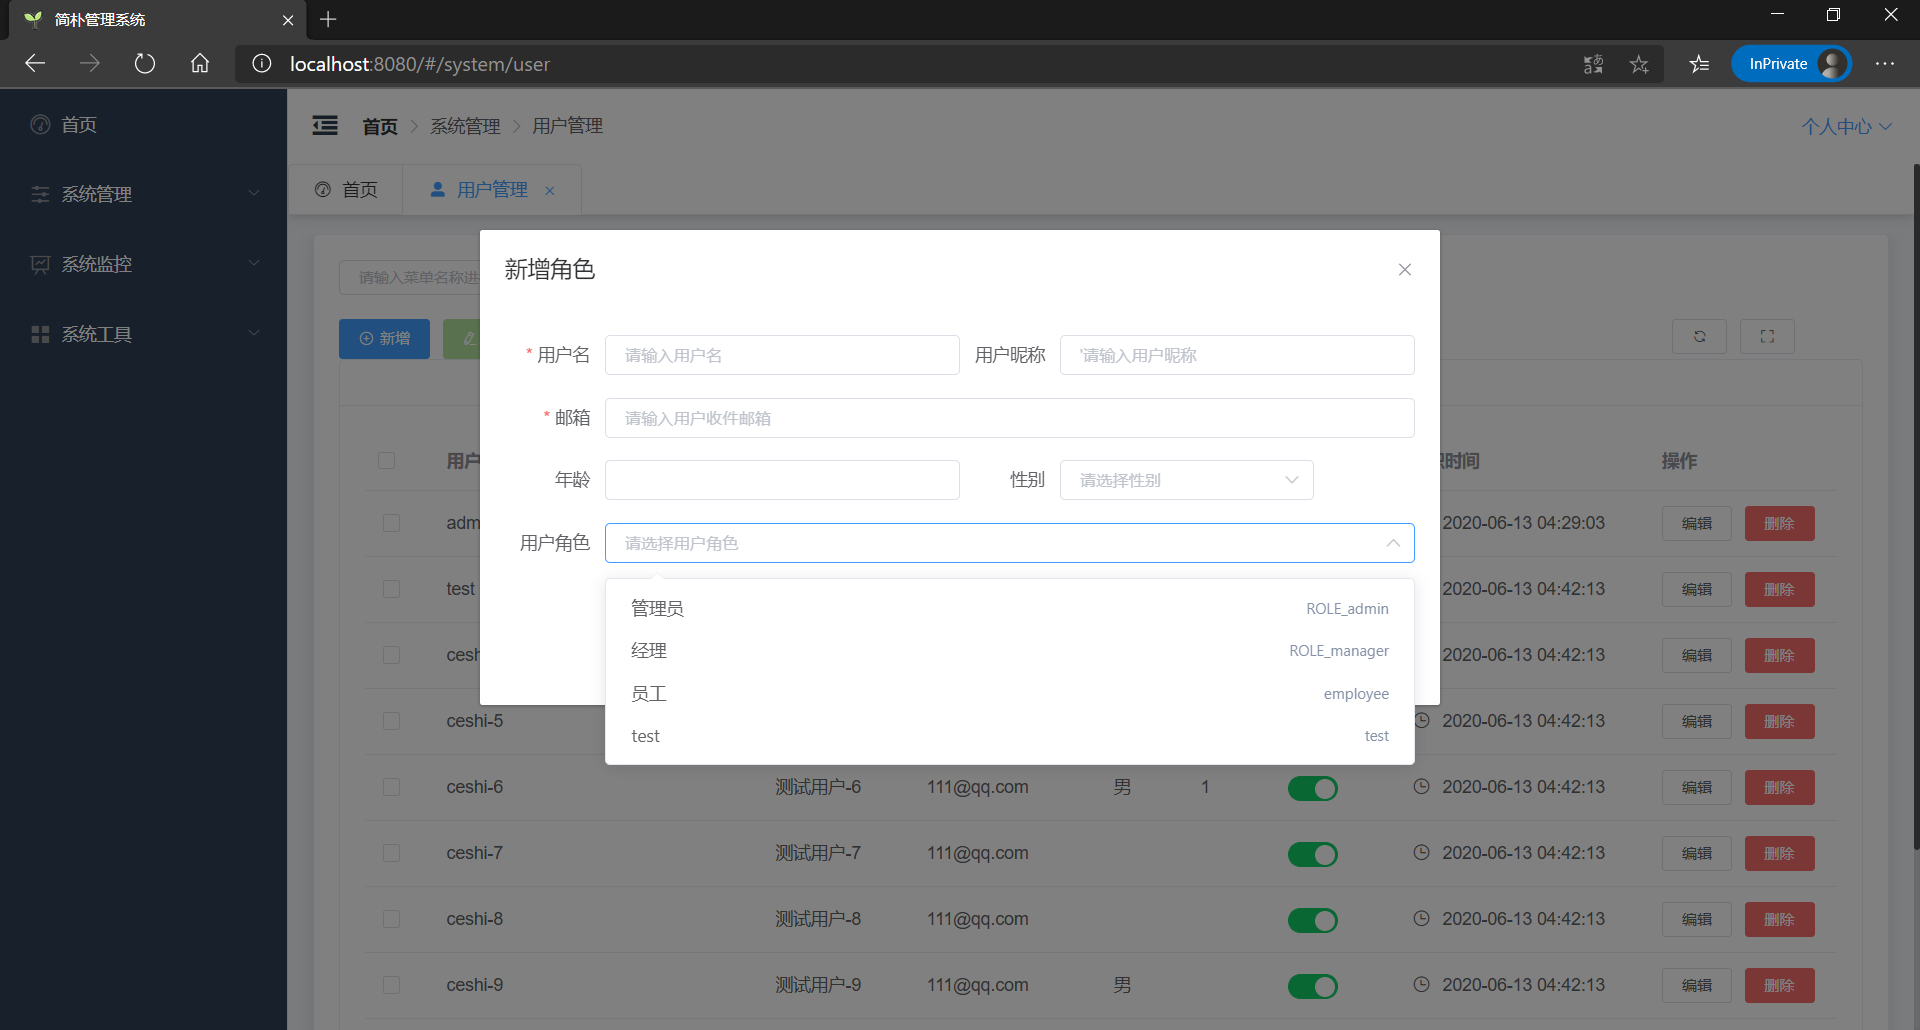 简朴管理系统
localhost:8080/#/system/user
InPrivate
首页
系统管理
系统监控
系统工具
首页 > 系统管理 > 用户管理
个人中心
首页
用户管理
请输入菜单名称进
新增
新增角色
* 用户名 请输入用户名 用户昵称 '请输入用户昵称
* 邮箱 请输入用户收件邮箱
年龄 性别 请选择性别
用户角色 请选择用户角色
管理员 ROLE_admin
经理 ROLE_manager
员工 employee
test test
用户 时间 操作
adm 2020-06-13 04:29:03 编辑 删除
test 2020-06-13 04:42:13 编辑 删除
cesh 2020-06-13 04:42:13 编辑 删除
ceshi-5 2020-06-13 04:42:13 编辑 删除
ceshi-6 测试用户-6 111@qq.com 男 1 2020-06-13 04:42:13 编辑 删除
ceshi-7 测试用户-7 111@qq.com 2020-06-13 04:42:13 编辑 删除
ceshi-8 测试用户-8 111@qq.com 2020-06-13 04:42:13 编辑 删除
ceshi-9 测试用户-9 111@qq.com 男 2020-06-13 04:42:13 编辑 删除